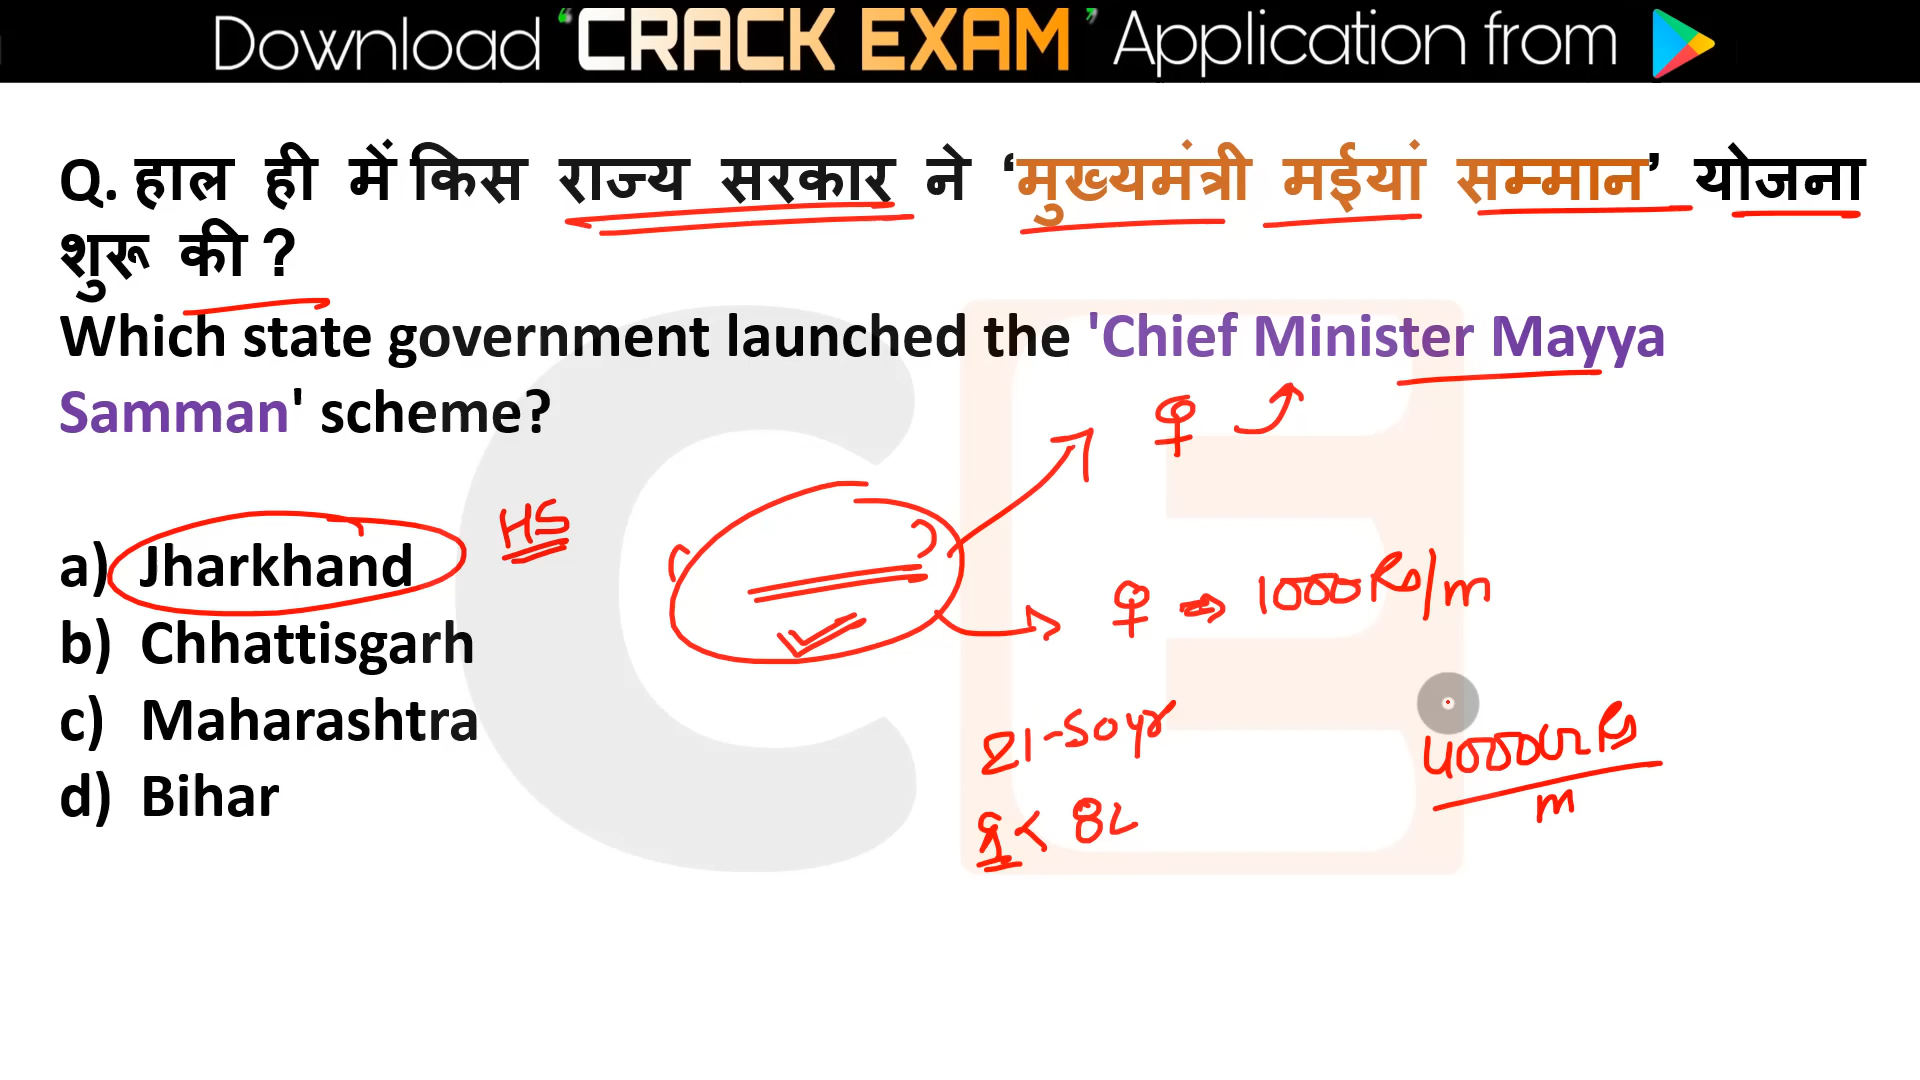 Download ‘CRACK EXAM’ Application from
Q. हाल ही में किस राज्य सरकार ने ‘मुख्यमंत्री मईयां सम्मान’ योजना
शुरू की ?
Which state government launched the 'Chief Minister Mayya
Samman' scheme?
a) Jharkhand
HS
b) Chhattisgarh
♀ ⇒ 1000Rs/m
c) Maharashtra
21-50yr
d) Bihar
< 8L
m